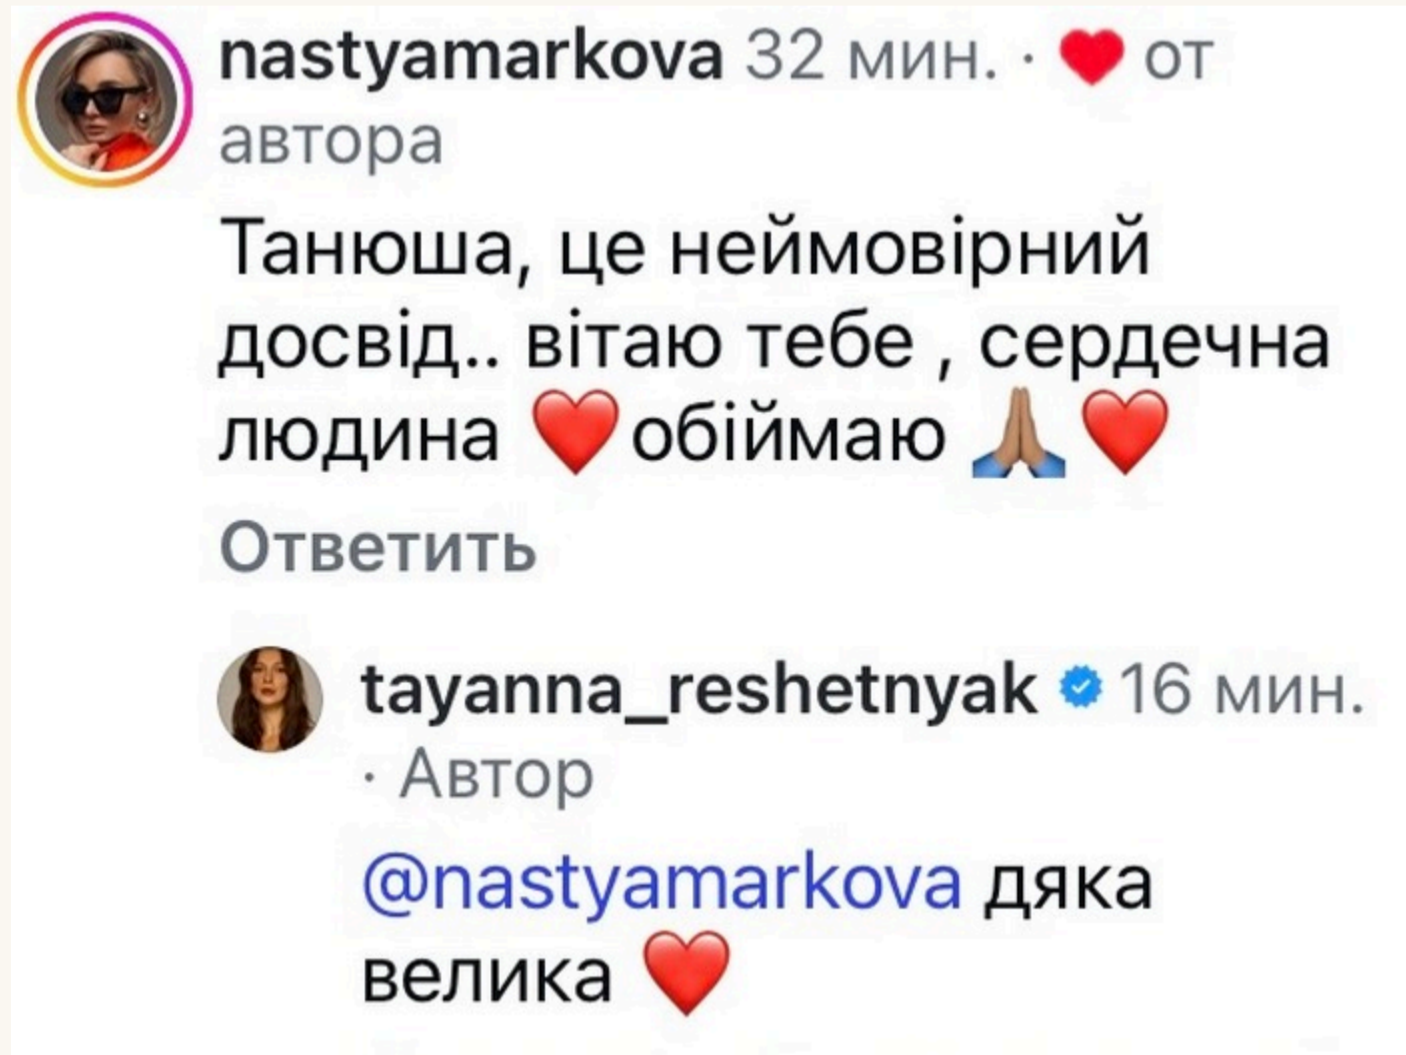 nastyamarkova 32 мин. · ❤️ от
автора
Танюша, це неймовірний
досвід.. вітаю тебе , сердечна
людина ❤️обіймаю 🙏🏽❤️
Ответить
tayanna_reshetnyak 16 мин.
· Автор
@nastyamarkova дяка
велика ❤️